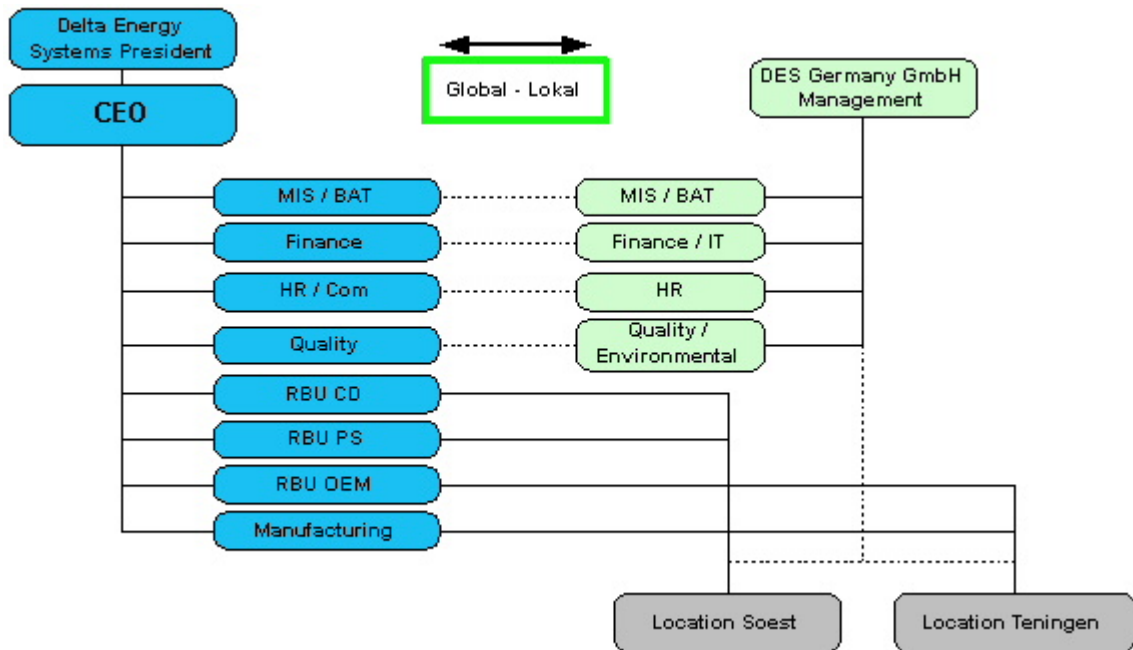 Delta Energy
Systems President
CEO
Global - Lokal
DES Germany GmbH
Management
MIS / BAT
MIS / BAT
Finance
Finance / IT
HR / Com
HR
Quality
Quality /
Environmental
RBU CD
RBU PS
RBU OEM
Manufacturing
Location Soest
Location Teningen